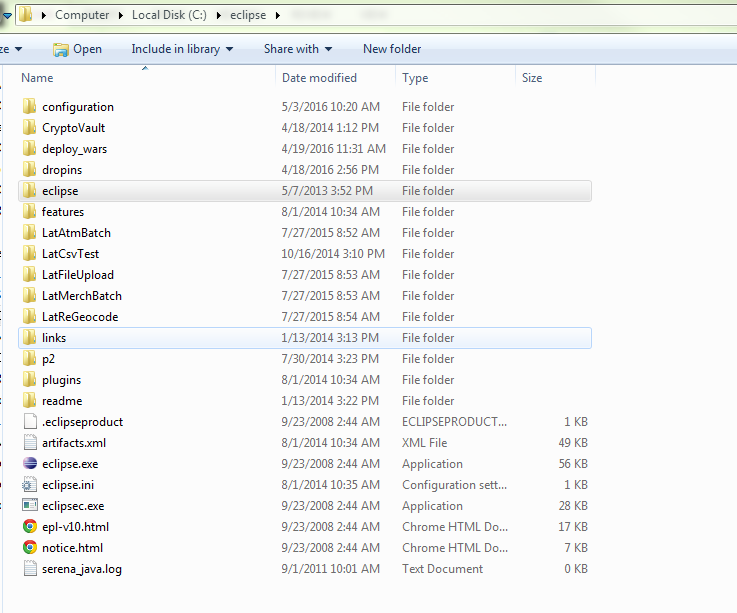 Computer Local Disk (C:) eclipse
ze Open Include in library Share with New folder
Name Date modified Type Size
configuration 5/3/2016 10:20 AM File folder
CryptoVault 4/18/2014 1:12 PM File folder
deploy_wars 4/19/2016 11:31 AM File folder
dropins 4/18/2016 2:56 PM File folder
eclipse 5/7/2013 3:52 PM File folder
features 8/1/2014 10:34 AM File folder
LatAtmBatch 7/27/2015 8:52 AM File folder
LatCsvTest 10/16/2014 3:10 PM File folder
LatFileUpload 7/27/2015 8:53 AM File folder
LatMerchBatch 7/27/2015 8:53 AM File folder
LatReGeocode 7/27/2015 8:54 AM File folder
links 1/13/2014 3:13 PM File folder
p2 7/30/2014 3:23 PM File folder
plugins 8/1/2014 10:34 AM File folder
readme 1/13/2014 3:22 PM File folder
.eclipseproduct 9/23/2008 2:44 AM ECLIPSEPRODUCT... 1 KB
artifacts.xml 8/1/2014 10:34 AM XML File 49 KB
eclipse.exe 9/23/2008 2:44 AM Application 56 KB
eclipse.ini 8/1/2014 10:35 AM Configuration sett... 1 KB
eclipsec.exe 9/23/2008 2:44 AM Application 28 KB
epl-v10.html 9/23/2008 2:44 AM Chrome HTML Do... 17 KB
notice.html 9/23/2008 2:44 AM Chrome HTML Do... 7 KB
serena_java.log 9/1/2011 10:01 AM Text Document 0 KB